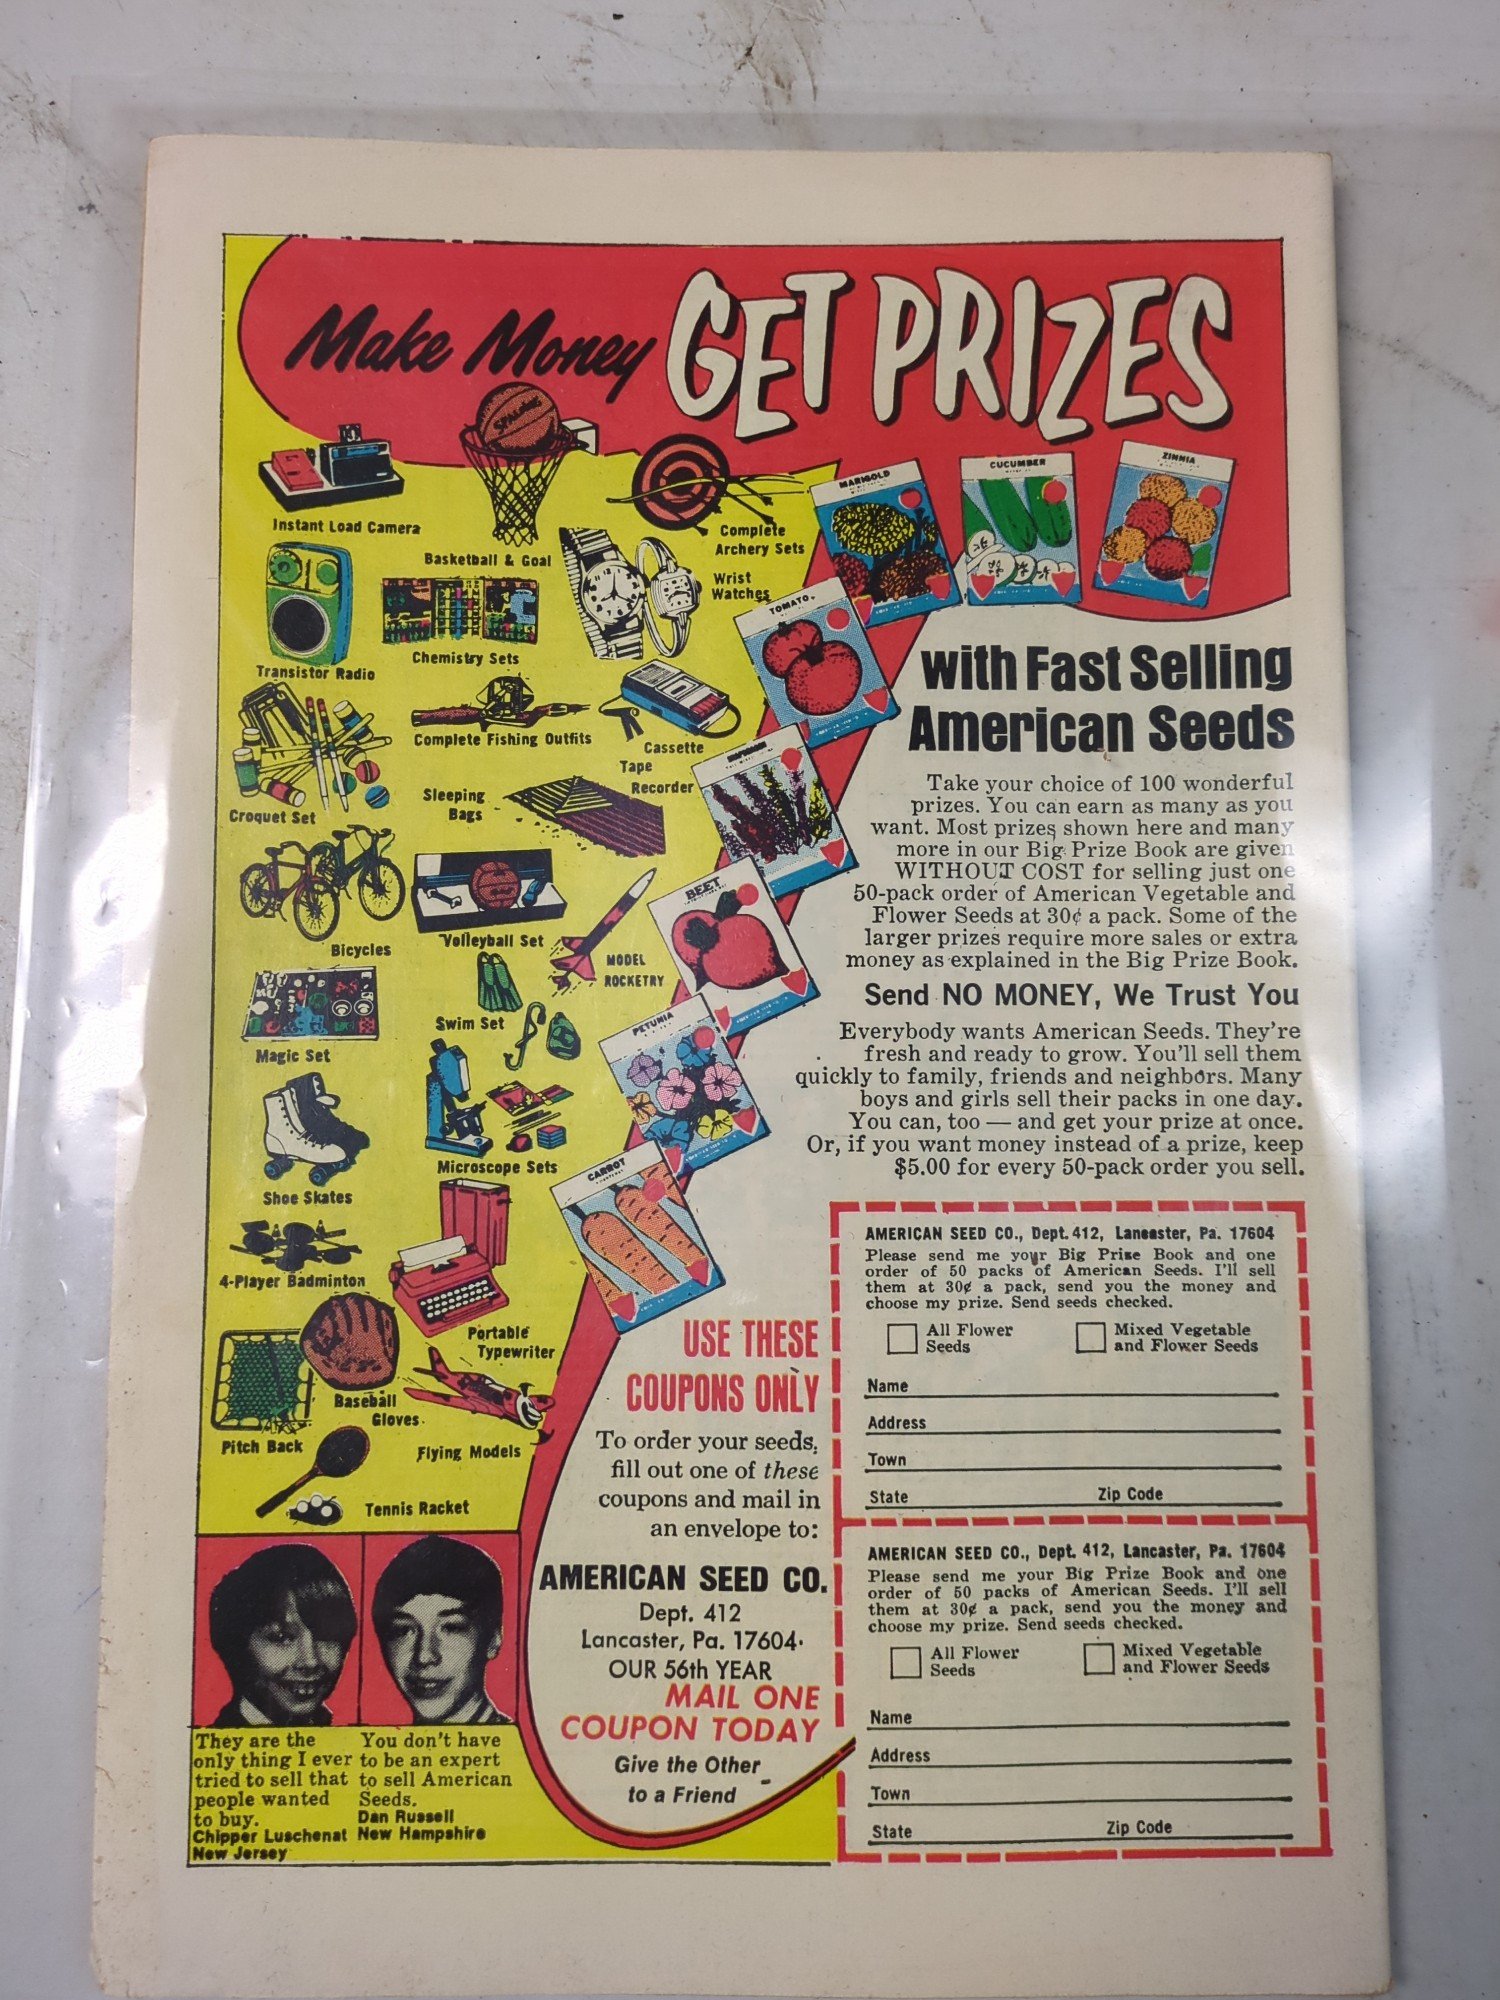 Make Money GET PRIZES
SPALDING
Instant Load Camera
Basketball & Goal
Complete
Archery Sets
Wrist
Watches
Transistor Radio
Chemistry Sets
Complete Fishing Outfits
Cassette
Tape
Recorder
Croquet Set
Sleeping
Bags
Bicycles
Volleyball Set
MODEL
ROCKETRY
Magic Set
Swim Set
Shoe Skates
Microscope Sets
4-Player Badminton
Portable
Typewriter
Baseball
Gloves
Pitch Back
Flying Models
Tennis Racket
MARIGOLD
CUCUMBER
ZINNIA
TOMATO
BEET
PETUNIA
CARROT
with Fast Selling
American Seeds
Take your choice of 100 wonderful
prizes. You can earn as many as you
want. Most prizes shown here and many
more in our Big Prize Book are given
WITHOUT COST for selling just one
50-pack order of American Vegetable and
Flower Seeds at 30¢ a pack. Some of the
larger prizes require more sales or extra
money as explained in the Big Prize Book.
Send NO MONEY, We Trust You
Everybody wants American Seeds. They're
fresh and ready to grow. You'll sell them
quickly to family, friends and neighbors. Many
boys and girls sell their packs in one day.
You can, too — and get your prize at once.
Or, if you want money instead of a prize, keep
$5.00 for every 50-pack order you sell.
USE THESE
COUPONS ONLY
To order your seeds,
fill out one of these
coupons and mail in
an envelope to:
AMERICAN SEED CO.
Dept. 412
Lancaster, Pa. 17604
OUR 56th YEAR
MAIL ONE
COUPON TODAY
Give the Other
to a Friend
AMERICAN SEED CO., Dept. 412, Lancaster, Pa. 17604
Please send me your Big Prize Book and one
order of 50 packs of American Seeds. I'll sell
them at 30¢ a pack, send you the money and
choose my prize. Send seeds checked.
All Flower
Seeds
Mixed Vegetable
and Flower Seeds
Name
Address
Town
State Zip Code
AMERICAN SEED CO., Dept. 412, Lancaster, Pa. 17604
Please send me your Big Prize Book and one
order of 50 packs of American Seeds. I'll sell
them at 30¢ a pack, send you the money and
choose my prize. Send seeds checked.
All Flower
Seeds
Mixed Vegetable
and Flower Seeds
Name
Address
Town
State Zip Code
They are the
only thing I ever
tried to sell that
people wanted
to buy.
Chipper Luschenat
New Jersey
You don't have
to be an expert
to sell American
Seeds.
Dan Russell
New Hampshire